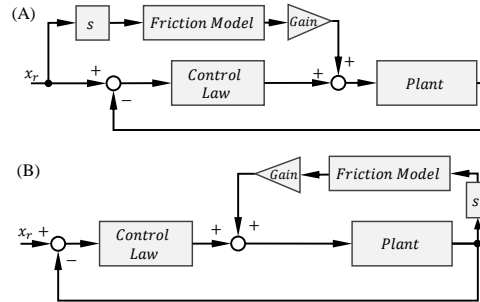 (A)
s
Friction Model
Gain
x_r
+
−
Control
Law
+
+
Plant
(B)
Gain
Friction Model
s
x_r
+
−
Control
Law
+
+
Plant